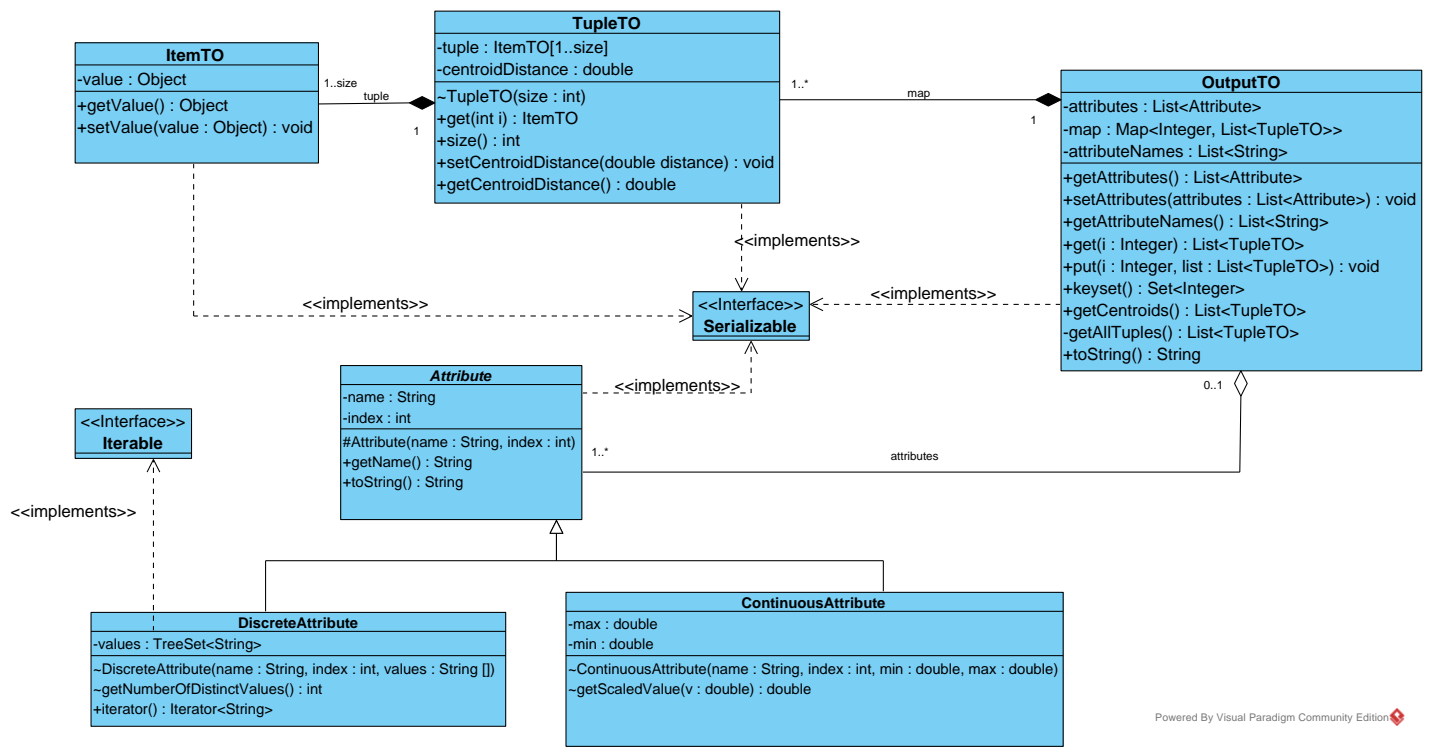 ItemTO
-value : Object
+getValue() : Object
+setValue(value : Object) : void
1..size
tuple
1
TupleTO
-tuple : ItemTO[1..size]
-centroidDistance : double
~TupleTO(size : int)
+get(int i) : ItemTO
+size() : int
+setCentroidDistance(double distance) : void
+getCentroidDistance() : double
1..*
map
1
OutputTO
-attributes : List<Attribute>
-map : Map<Integer, List<TupleTO>>
-attributeNames : List<String>
+getAttributes() : List<Attribute>
+setAttributes(attributes : List<Attribute>) : void
+getAttributeNames() : List<String>
+get(i : Integer) : List<TupleTO>
+put(i : Integer, list : List<TupleTO>) : void
+keyset() : Set<Integer>
+getCentroids() : List<TupleTO>
-getAllTuples() : List<TupleTO>
+toString() : String
<<implements>>
<<implements>>
<<implements>>
<<Interface>>
Serializable
<<implements>>
0..1
Attribute
-name : String
-index : int
#Attribute(name : String, index : int)
+getName() : String
+toString() : String
1..*
attributes
<<Interface>>
Iterable
<<implements>>
DiscreteAttribute
-values : TreeSet<String>
~DiscreteAttribute(name : String, index : int, values : String [])
~getNumberOfDistinctValues() : int
+iterator() : Iterator<String>
ContinuousAttribute
-max : double
-min : double
~ContinuousAttribute(name : String, index : int, min : double, max : double)
~getScaledValue(v : double) : double
Powered By Visual Paradigm Community Edition